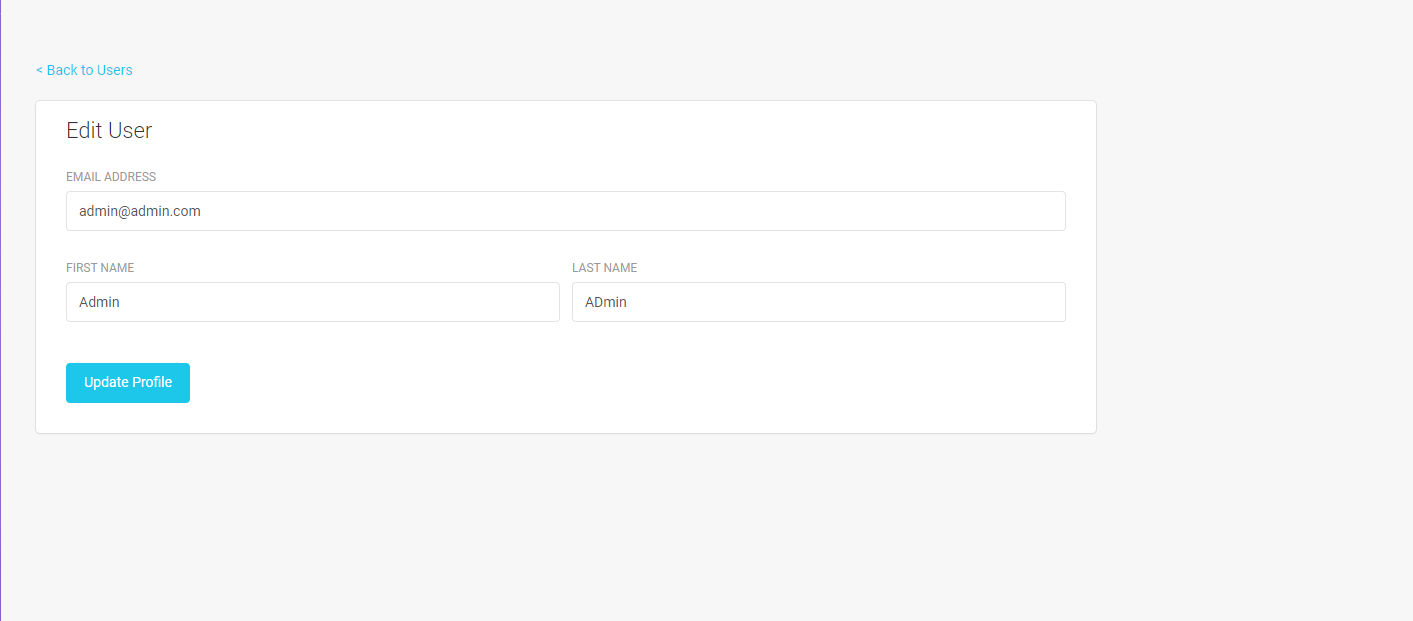 < Back to Users
Edit User
EMAIL ADDRESS
admin@admin.com
FIRST NAME
LAST NAME
Admin
ADmin
Update Profile